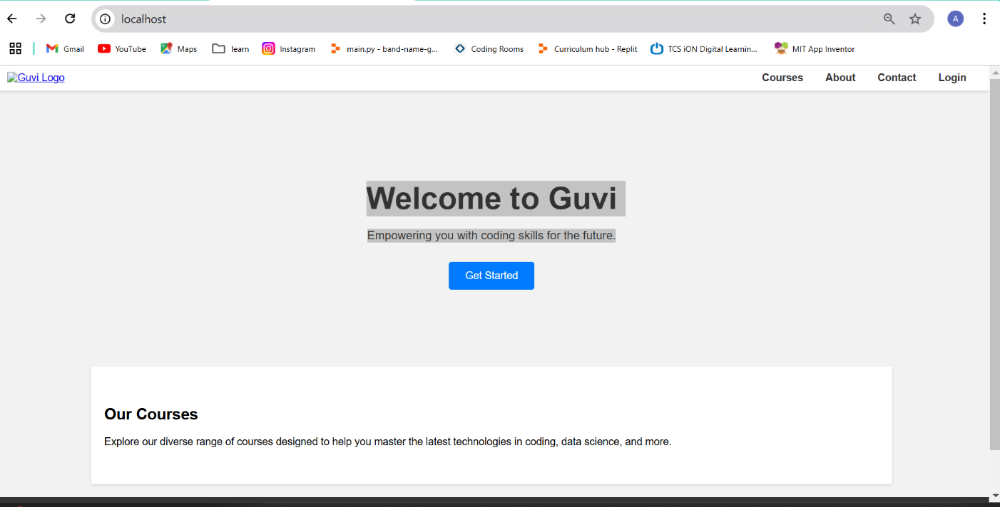 localhost
A
Gmail YouTube Maps learn Instagram main.py - band-name-g... Coding Rooms Curriculum hub - Replit TCS iON Digital Learnin... MIT App Inventor
Guvi Logo Courses About Contact Login
Welcome to Guvi
Empowering you with coding skills for the future.
Get Started
Our Courses
Explore our diverse range of courses designed to help you master the latest technologies in coding, data science, and more.